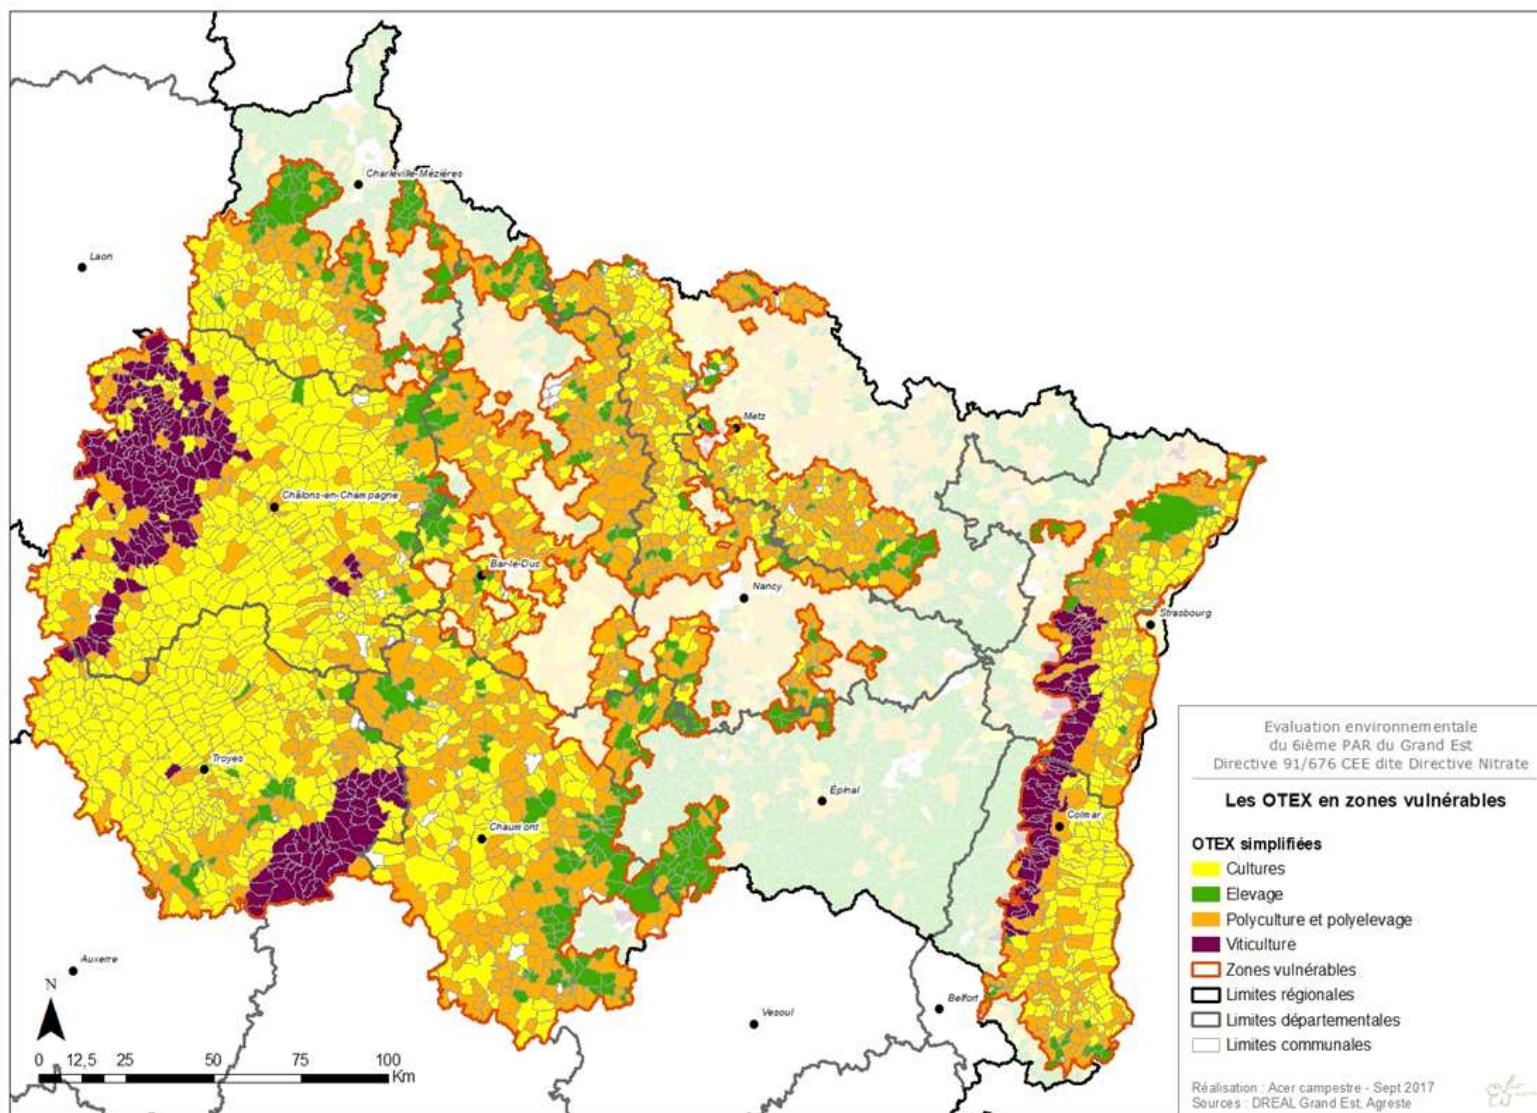 Charleville-Mézières
Laon
Metz
Châlons-en-Champagne
Bar-le-Duc
Nancy
Strasbourg
Troyes
Épinal
Chaumont
Colmar
Auxerre
Belfort
Vesoul
N
0 12,5 25 50 75 100
Km
Evaluation environnementale
du 6ième PAR du Grand Est
Directive 91/676 CEE dite Directive Nitrate
Les OTEX en zones vulnérables
OTEX simplifiées
Cultures
Elevage
Polyculture et polyelevage
Viticulture
Zones vulnérables
Limites régionales
Limites départementales
Limites communales
Réalisation : Acer campestre - Sept 2017
Sources : DREAL Grand Est, Agreste